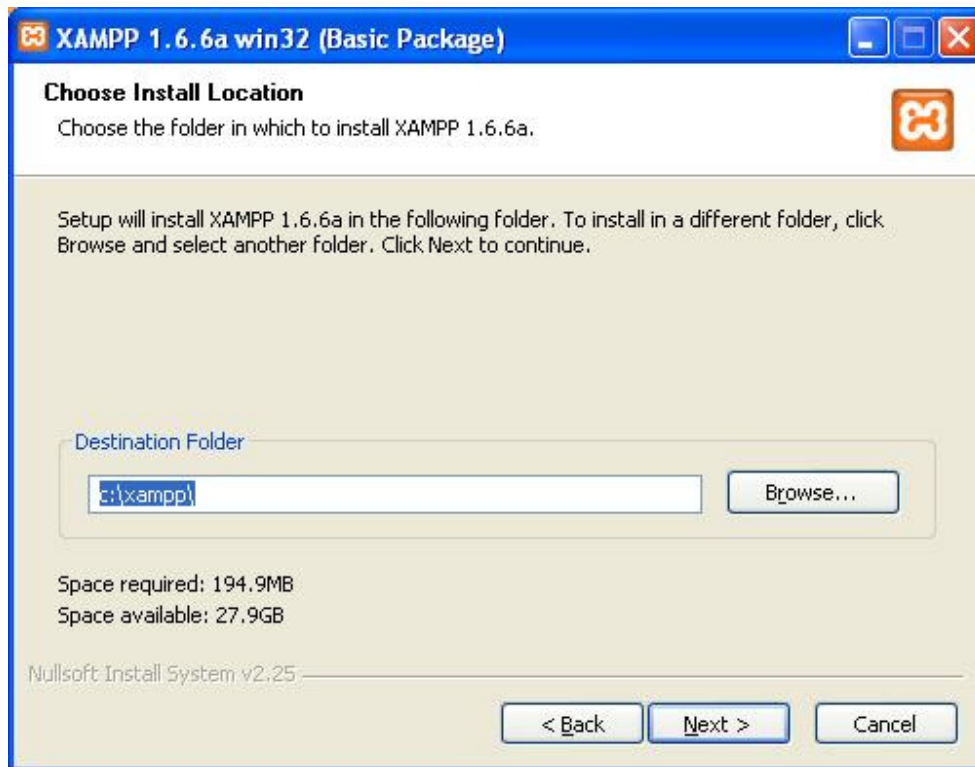 XAMPP 1.6.6a win32 (Basic Package)
Choose Install Location
Choose the folder in which to install XAMPP 1.6.6a.
Setup will install XAMPP 1.6.6a in the following folder. To install in a different folder, click
Browse and select another folder. Click Next to continue.
Destination Folder
c:\xampp\
Browse...
Space required: 194.9MB
Space available: 27.9GB
Nullsoft Install System v2.25
< Back
Next >
Cancel